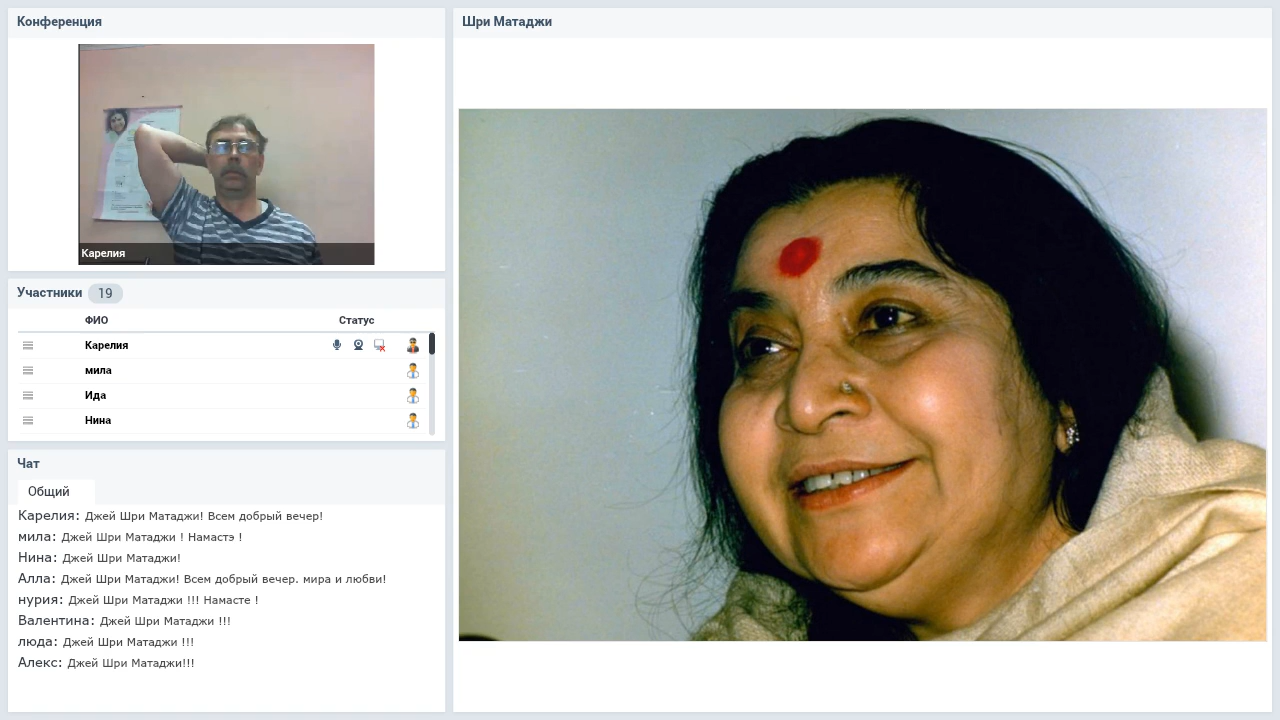 Конференция
Карелия
Участники 19
ФИО Статус
Карелия
мила
Ида
Нина
Чат
Общий
Карелия: Джей Шри Матаджи! Всем добрый вечер!
мила: Джей Шри Матаджи ! Намастэ !
Нина: Джей Шри Матаджи!
Алла: Джей Шри Матаджи! Всем добрый вечер. мира и любви!
нурия: Джей Шри Матаджи !!! Намасте !
Валентина: Джей Шри Матаджи !!!
люда: Джей Шри Матаджи !!!
Алекс: Джей Шри Матаджи!!!
Шри Матаджи